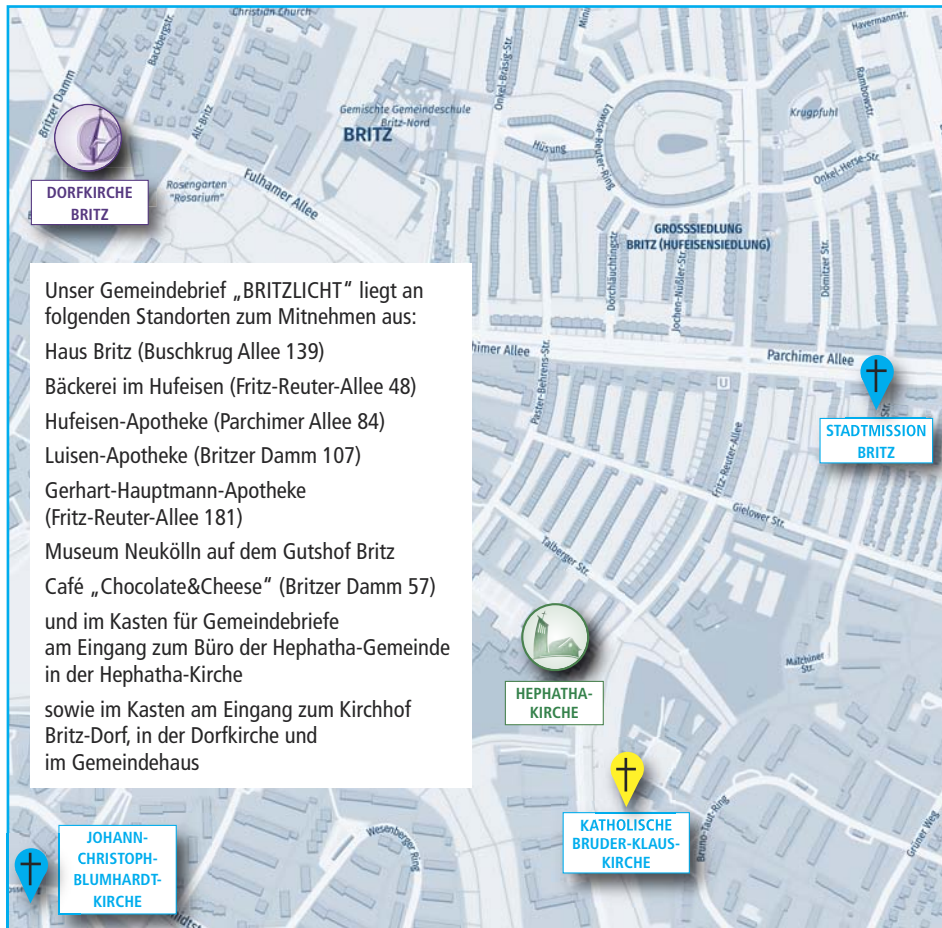 Christian Church
Backbergstr.
Britzer Damm
Alt-Britz
Onkel-Bräsig-Str.
Havermannstr.
Rambowstr.
Gemischte Gemeindeschule
Britz-Nord
BRITZ
Hüsung
Lowise-Reuter-Ring
Krugpfuhl
Onkel-Herse-Str.
DORFKIRCHE
BRITZ
Rosengarten
"Rosarium"
Fulhamer Allee
GROSSSIEDLUNG
BRITZ (HUFEISENSIEDLUNG)
Dörchläuchtingstr.
Jochen-Nüßler-Str.
Dömitzer Str.
Unser Gemeindebrief „BRITZLICHT“ liegt an
folgenden Standorten zum Mitnehmen aus:
Haus Britz (Buschkrug Allee 139)
Bäckerei im Hufeisen (Fritz-Reuter-Allee 48)
Hufeisen-Apotheke (Parchimer Allee 84)
Luisen-Apotheke (Britzer Damm 107)
Gerhart-Hauptmann-Apotheke
(Fritz-Reuter-Allee 181)
Museum Neukölln auf dem Gutshof Britz
Café „Chocolate&Cheese“ (Britzer Damm 57)
und im Kasten für Gemeindebriefe
am Eingang zum Büro der Hephatha-Gemeinde
in der Hephatha-Kirche
sowie im Kasten am Eingang zum Kirchhof
Britz-Dorf, in der Dorfkirche und
im Gemeindehaus
himer Allee
Parchimer Allee
Paster-Behrens-Str.
U
Fritz-Reuter-Allee
STADTMISSION
BRITZ
Gielower Str.
Talberger Str.
Malchiner
Str.
HEPHATHA-
KIRCHE
KATHOLISCHE
BRUDER-KLAUS-
KIRCHE
Bruno-Taut-Ring
Grüner Weg
Wesenberger Ring
JOHANN-
CHRISTOPH-
BLUMHARDT-
KIRCHE